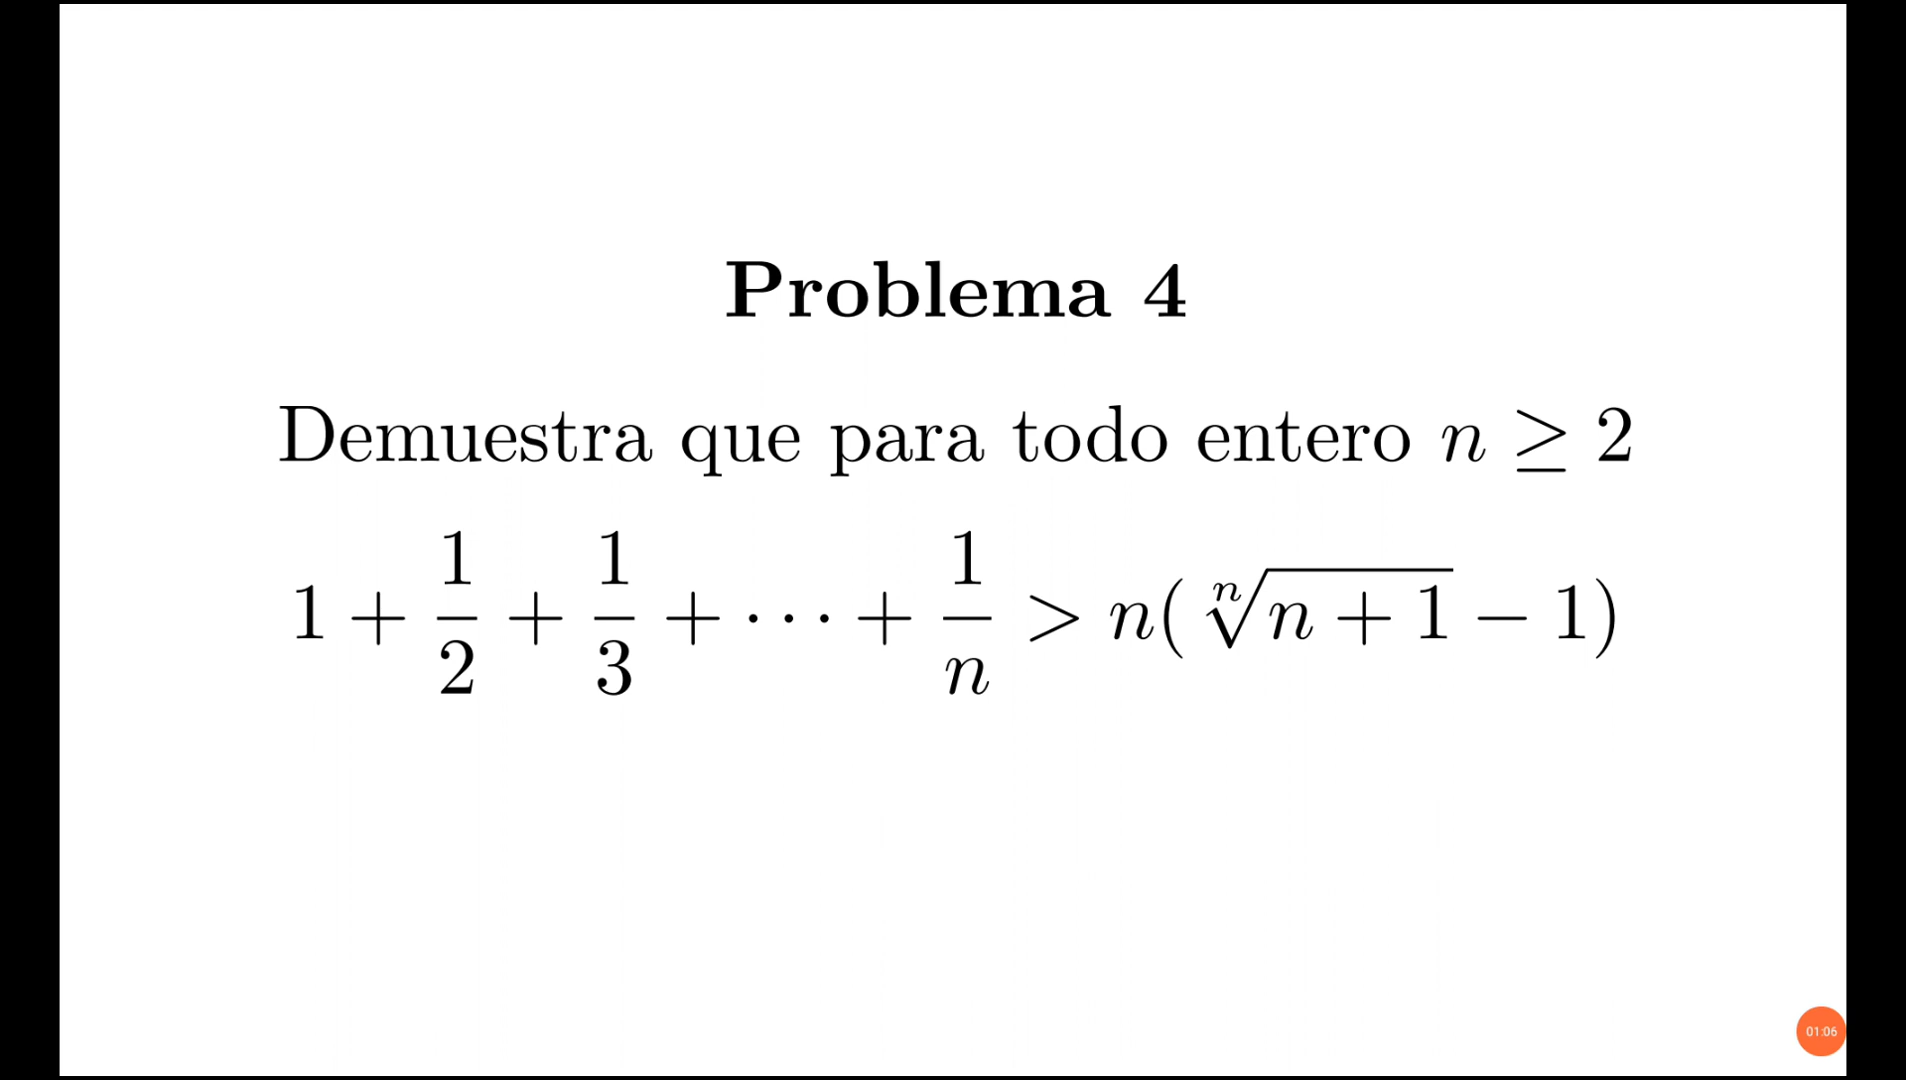 Problema 4
Demuestra que para todo entero n ≥ 2
1 + 1/2 + 1/3 + ··· + 1/n > n( ⁿ√(n + 1) − 1)
01:06